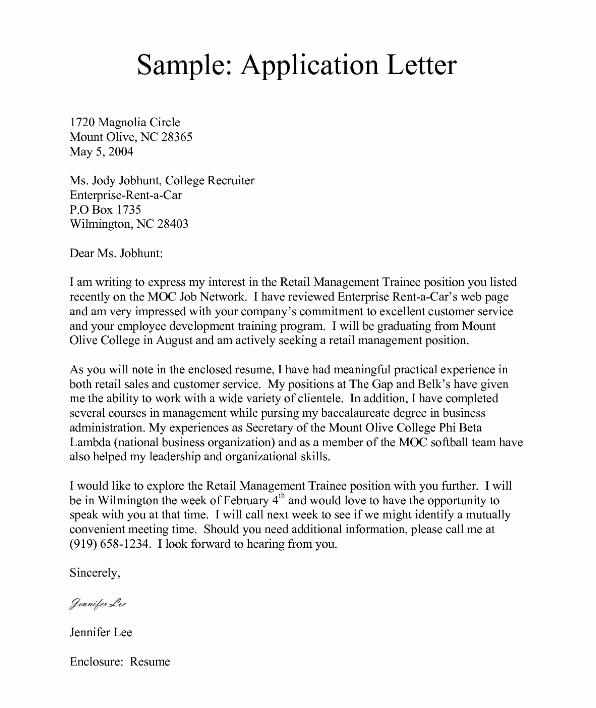 Sample: Application Letter
1720 Magnolia Circle
Mount Olive, NC 28365
May 5, 2004
Ms. Jody Jobhunt, College Recruiter
Enterprise-Rent-a-Car
P.O Box 1735
Wilmington, NC 28403
Dear Ms. Jobhunt:
I am writing to express my interest in the Retail Management Trainee position you listed
recently on the MOC Job Network.  I have reviewed Enterprise Rent-a-Car's web page
and am very impressed with your company's commitment to excellent customer service
and your employee development training program.  I will be graduating from Mount
Olive College in August and am actively seeking a retail management position.
As you will note in the enclosed resume, I have had meaningful practical experience in
both retail sales and customer service.  My positions at The Gap and Belk's have given
me the ability to work with a wide variety of clientele.  In addition, I have completed
several courses in management while pursing my baccalaureate degree in business
administration. My experiences as Secretary of the Mount Olive College Phi Beta
Lambda (national business organization) and as a member of the MOC softball team have
also helped my leadership and organizational skills.
I would like to explore the Retail Management Trainee position with you further.  I will
be in Wilmington the week of February 4th and would love to have the opportunity to
speak with you at that time.  I will call next week to see if we might identify a mutually
convenient meeting time.  Should you need additional information, please call me at
(919) 658-1234.  I look forward to hearing from you.
Sincerely,
Jennifer Lee
Jennifer Lee
Enclosure:  Resume